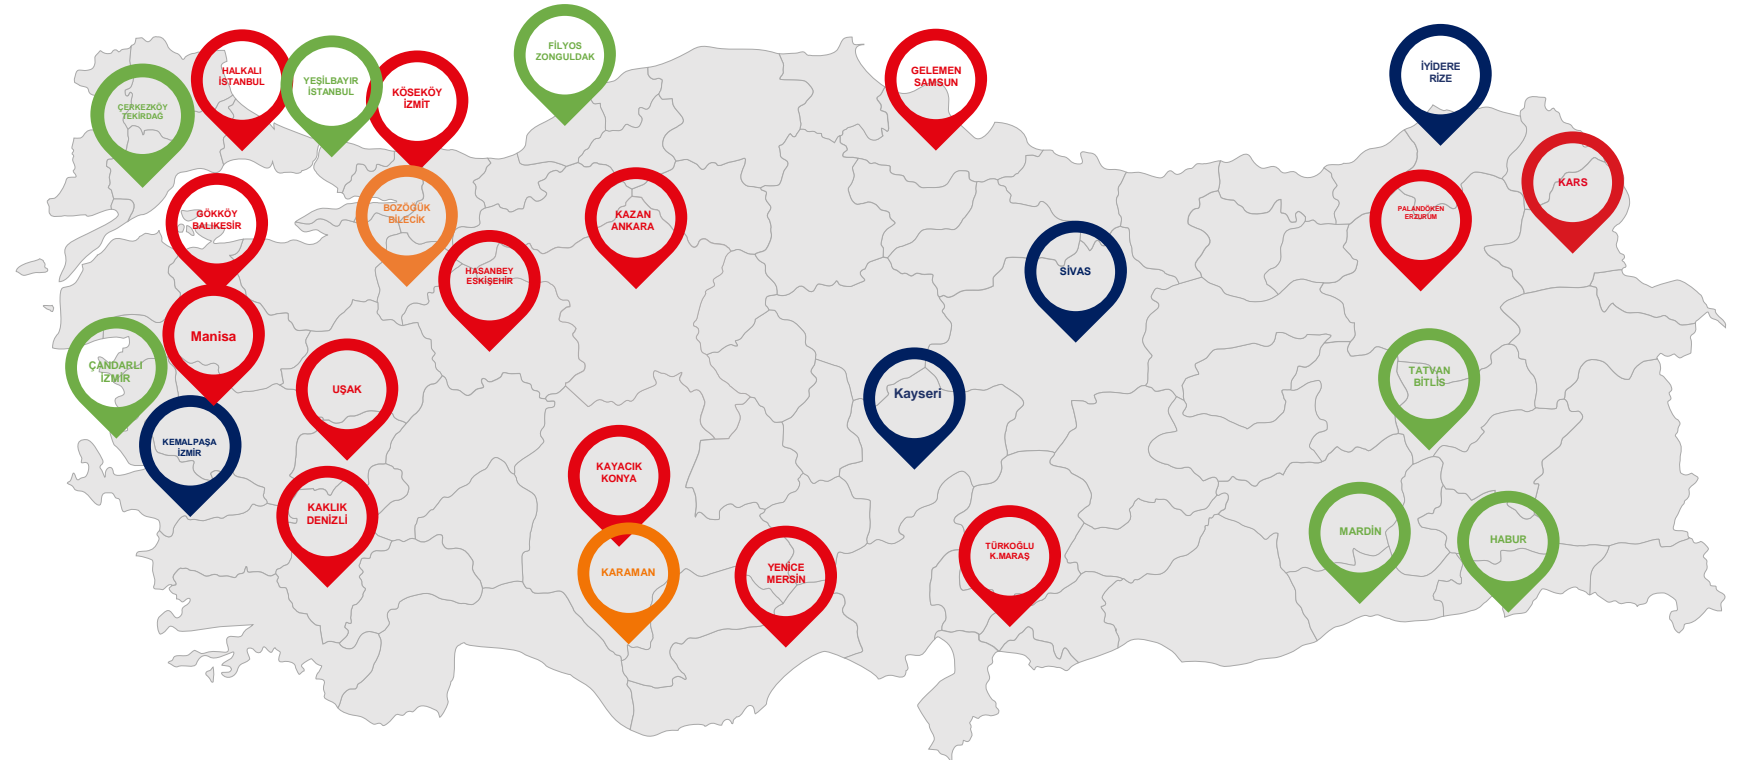 FİLYOS
ZONGULDAK
HALKALI
İSTANBUL
YEŞİLBAYIR
İSTANBUL
KÖSEKÖY
İZMİT
GELEMEN
SAMSUN
İYİDERE
RİZE
ÇERKEZKÖY
TEKİRDAĞ
KARS
GÖKKÖY
BALIKESİR
BOZÖĞÜK
BİLECİK
KAZAN
ANKARA
PALANDÖKEN
ERZURUM
HASANBEY
ESKİŞEHİR
SİVAS
Manisa
ÇANDARLI
İZMİR
UŞAK
Kayseri
TATVAN
BİTLİS
KEMALPAŞA
İZMİR
KAYACIK
KONYA
KAKLIK
DENİZLİ
MARDİN
HABUR
TÜRKOĞLU
K.MARAŞ
KARAMAN
YENİCE
MERSİN